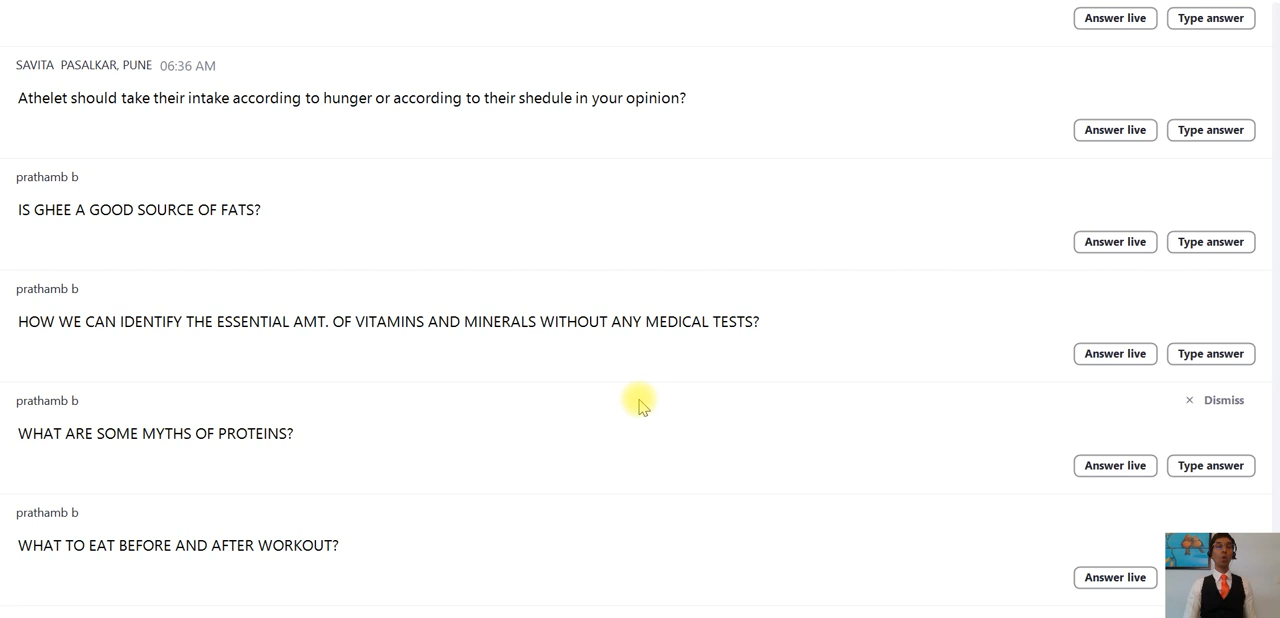 Answer live Type answer
SAVITA PASALKAR, PUNE 06:36 AM
Athelet should take their intake according to hunger or according to their shedule in your opinion?
Answer live Type answer
prathamb b
IS GHEE A GOOD SOURCE OF FATS?
Answer live Type answer
prathamb b
HOW WE CAN IDENTIFY THE ESSENTIAL AMT. OF VITAMINS AND MINERALS WITHOUT ANY MEDICAL TESTS?
Answer live Type answer
prathamb b × Dismiss
WHAT ARE SOME MYTHS OF PROTEINS?
Answer live Type answer
prathamb b
WHAT TO EAT BEFORE AND AFTER WORKOUT?
Answer live